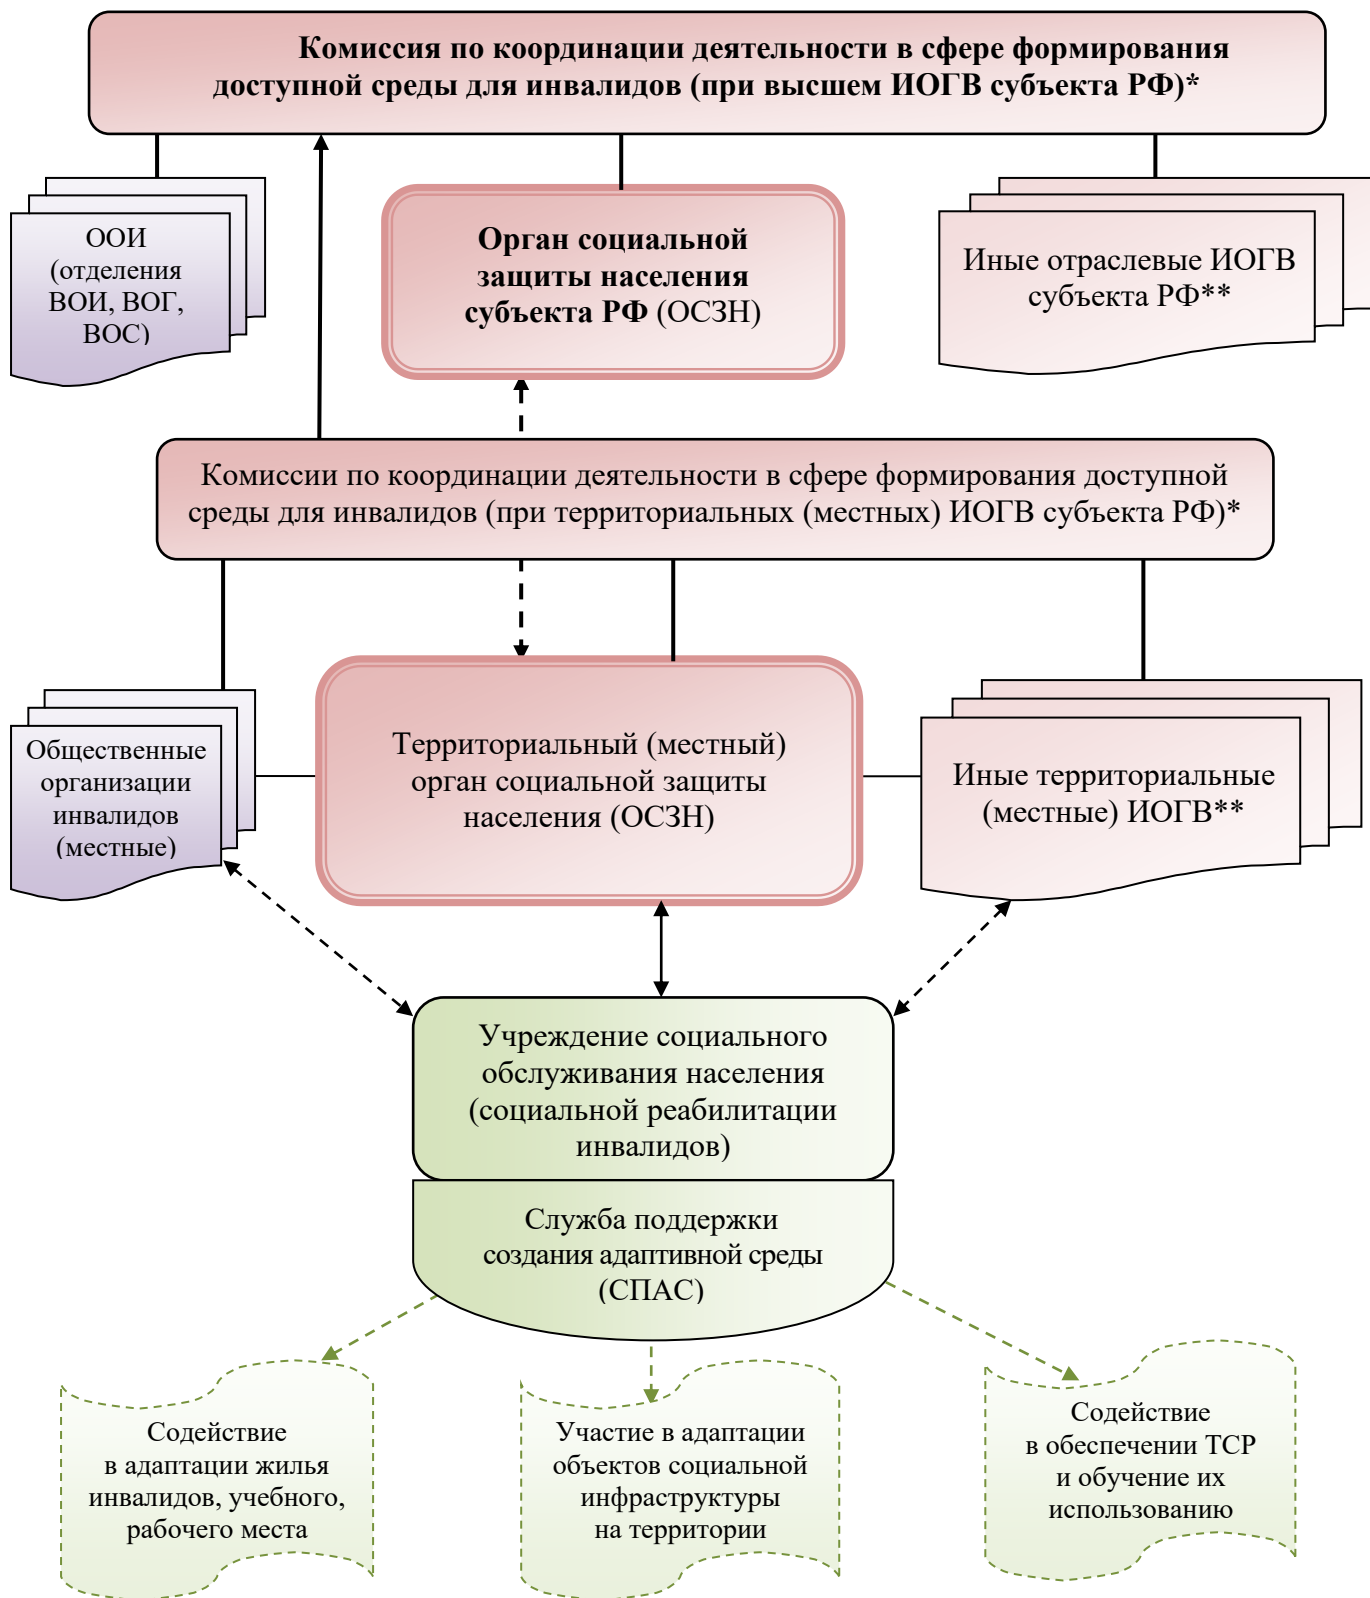 Комиссия по координации деятельности в сфере формирования
доступной среды для инвалидов (при высшем ИОГВ субъекта РФ)*
ООИ
(отделения
ВОИ, ВОГ,
ВОС)
Орган социальной
защиты населения
субъекта РФ (ОСЗН)
Иные отраслевые ИОГВ
субъекта РФ**
Комиссии по координации деятельности в сфере формирования доступной
среды для инвалидов (при территориальных (местных) ИОГВ субъекта РФ)*
Общественные
организации
инвалидов
(местные)
Территориальный (местный)
орган социальной защиты
населения (ОСЗН)
Иные территориальные
(местные) ИОГВ**
Учреждение социального
обслуживания населения
(социальной реабилитации
инвалидов)
Служба поддержки
создания адаптивной среды
(СПАС)
Содействие
в адаптации жилья
инвалидов, учебного,
рабочего места
Участие в адаптации
объектов социальной
инфраструктуры
на территории
Содействие
в обеспечении ТСР
и обучение их
использованию